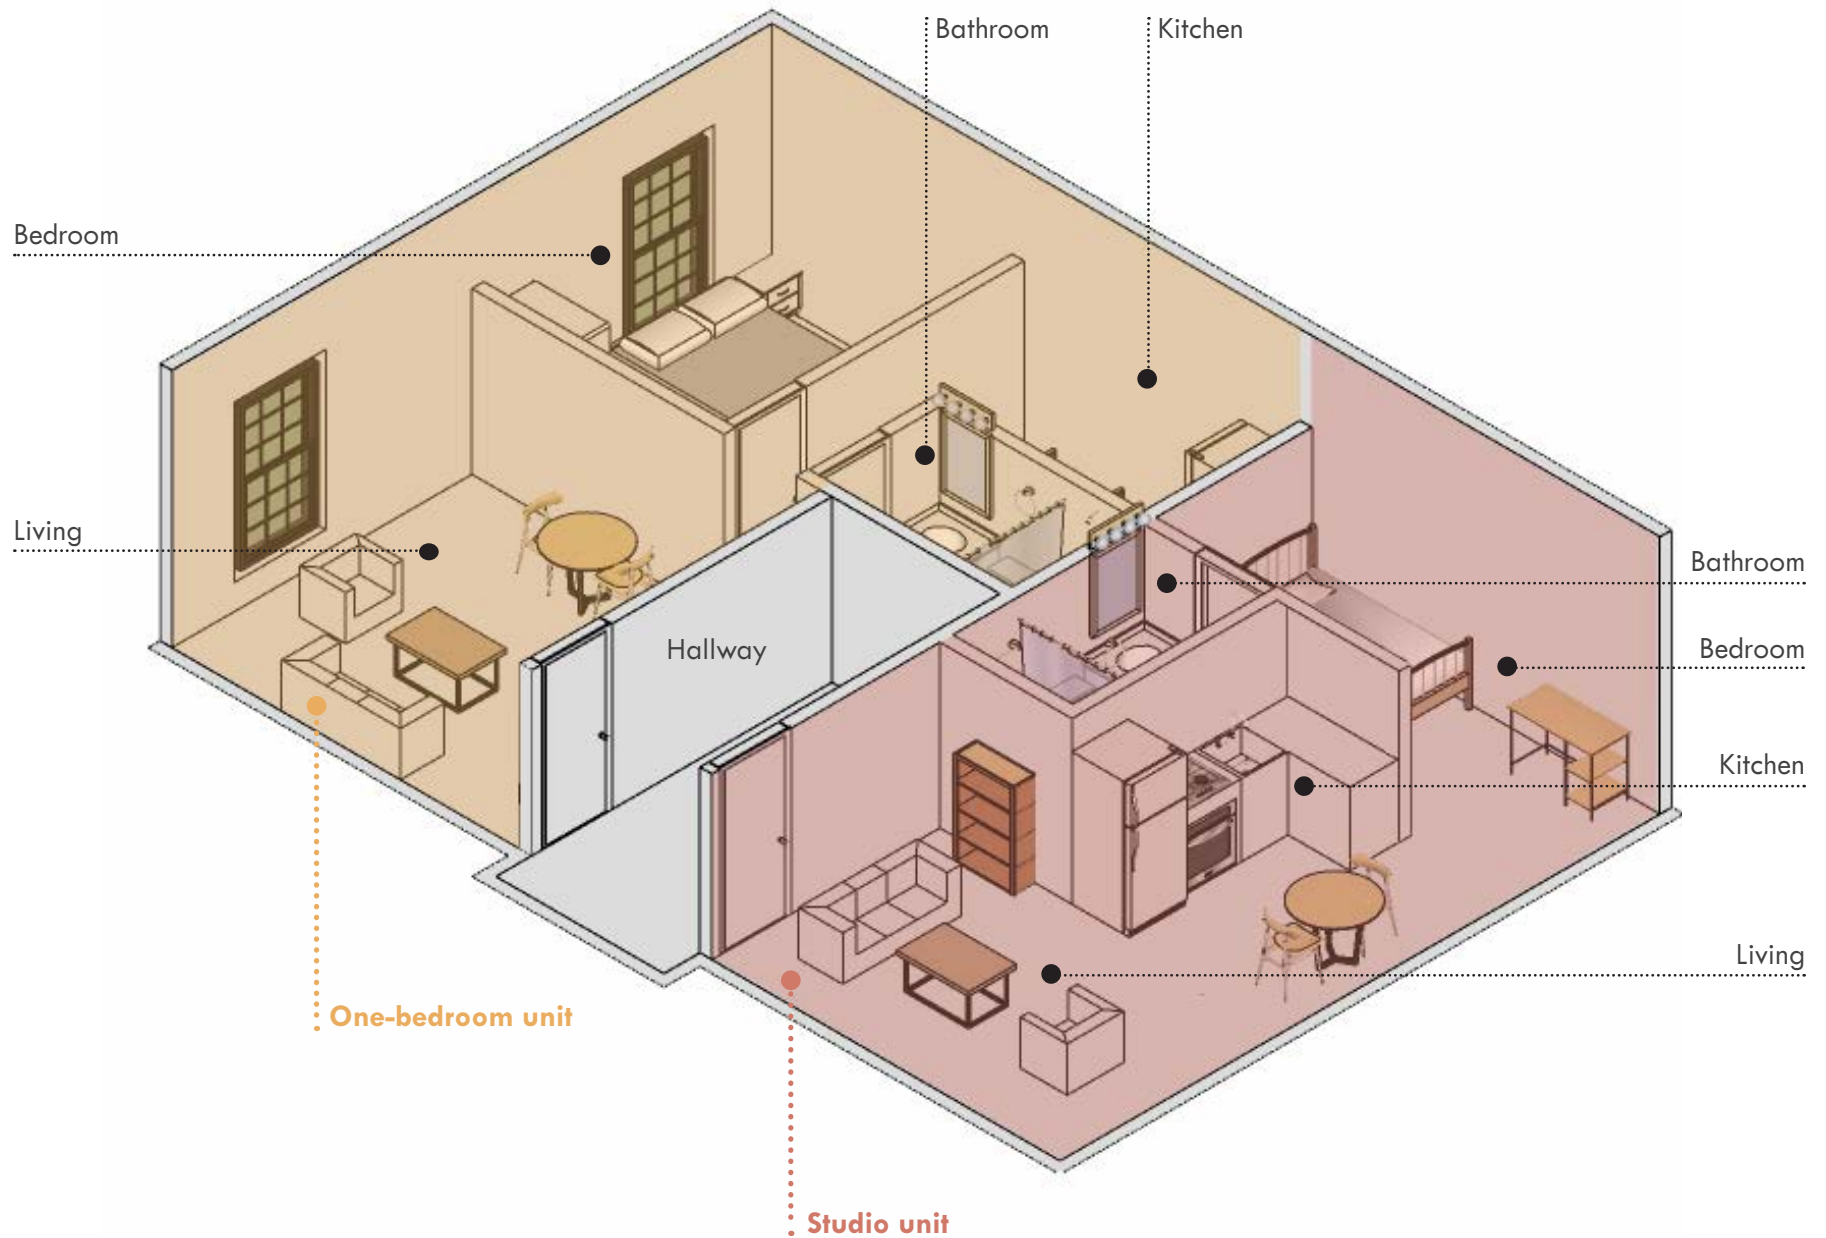 Bathroom
Kitchen
Bedroom
Living
Bathroom
Hallway
Bedroom
Kitchen
Living
One-bedroom unit
Studio unit